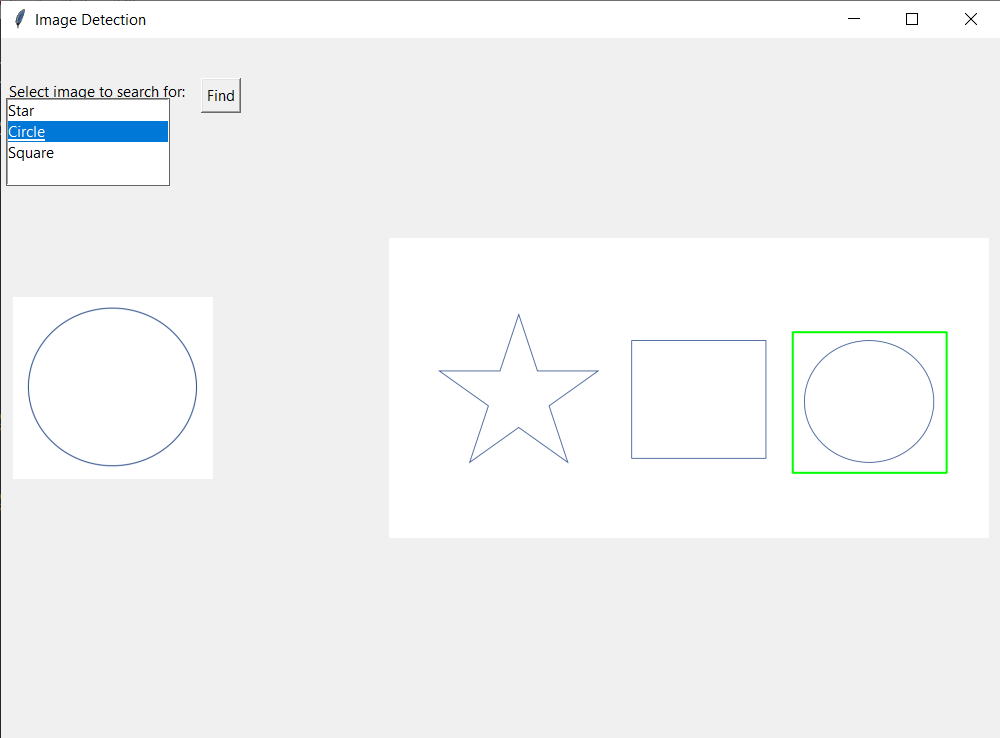 Image Detection
Select image to search for:
Find
Star
Circle
Square